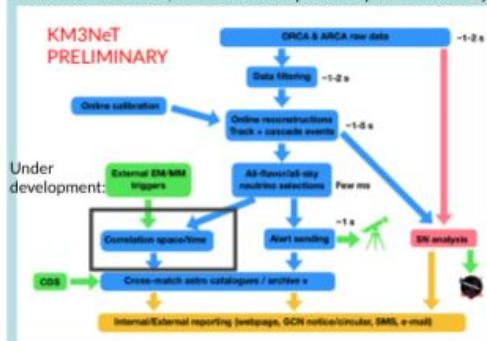 KM3NeT
PRELIMINARY
ORCA & ARCA raw data
~1-2 s
Data filtering
~1-2 s
Online calibration
Online reconstructions
Track + cascade events
~1-5 s
Under
development:
External EM/MM
triggers
All-flavor/all-sky
neutrino selections
Few ms
~1 s
Correlation space/time
Alert sending
SN analysis
CDS
Cross-match astro catalogues / archive ν
Internal/External reporting (webpage, GCN notice/circular, SMS, e-mail)